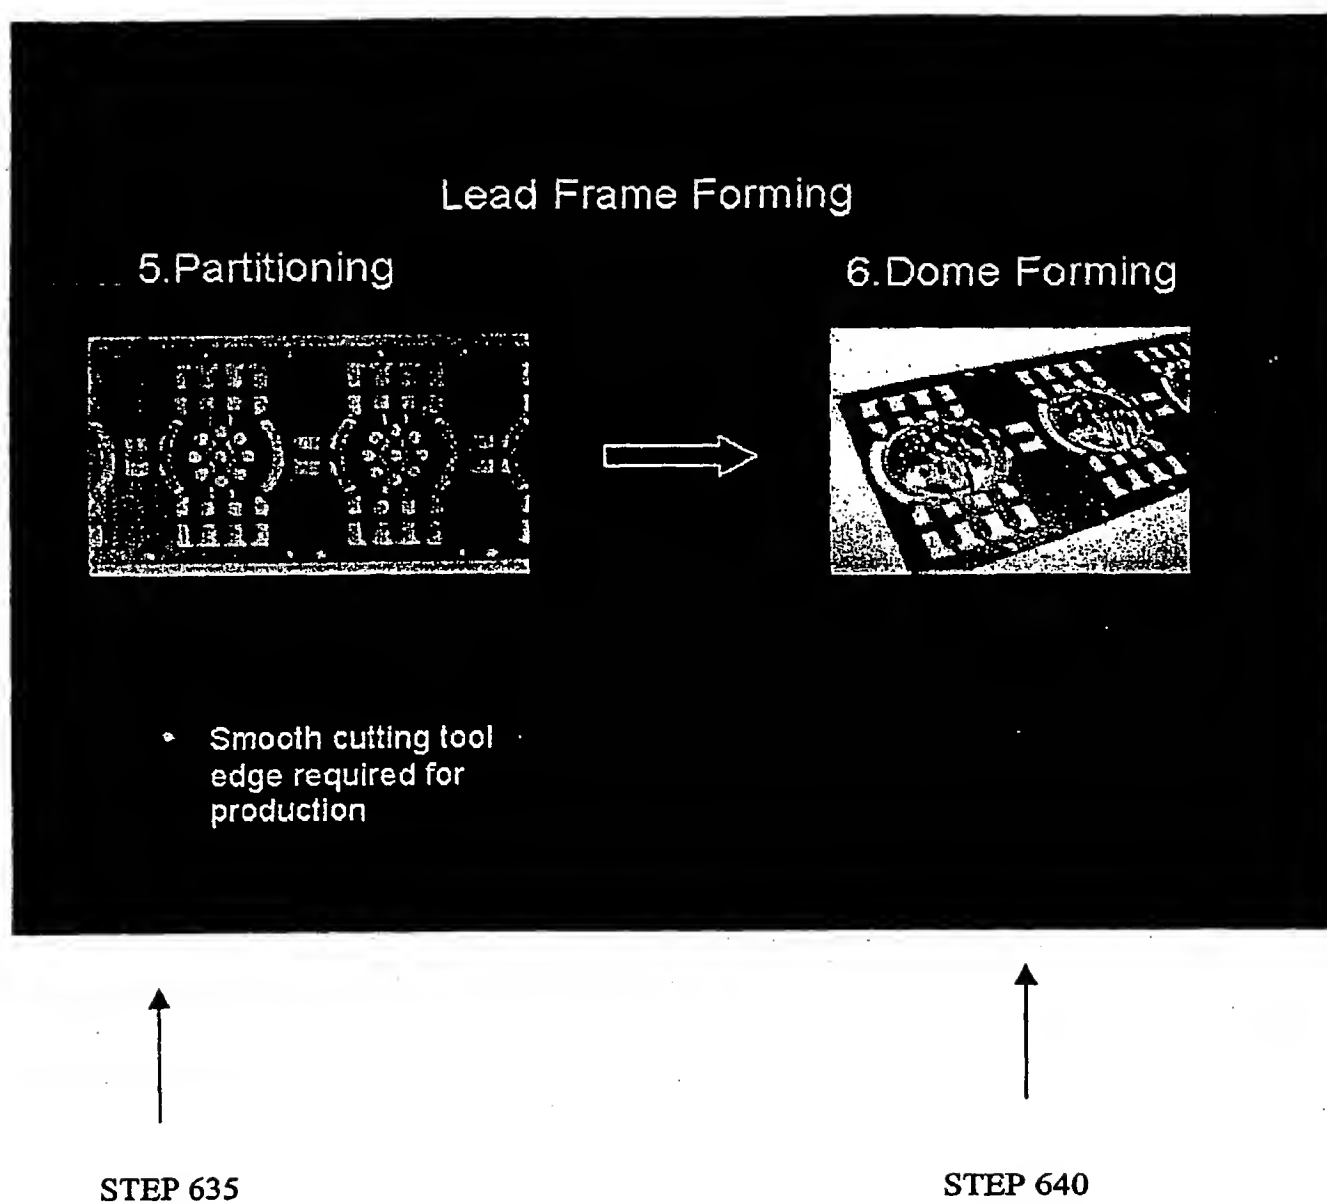 Lead Frame Forming
5.Partitioning
6.Dome Forming
• Smooth cutting tool
edge required for
production
STEP 635
STEP 640